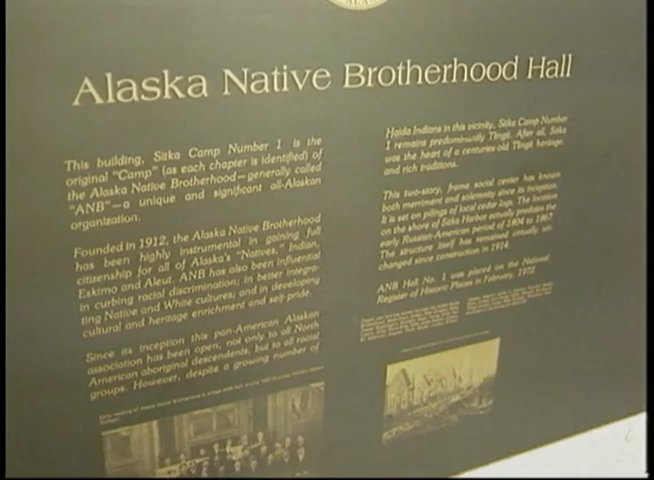 Alaska Native Brotherhood Hall
This building, Sitka Camp Number 1 is the
original "Camp" (as each chapter is identified) of
the Alaska Native Brotherhood—generally called
"ANB"—a unique and significant all-Alaskan
organization.
Founded in 1912, the Alaska Native Brotherhood
has been highly instrumental in gaining full
citizenship for all of Alaska's "Natives," Indian,
Eskimo and Aleut. ANB has also been influential
in curbing racial discrimination; in better integra-
ting Native and White cultures; and in developing
cultural and heritage enrichment and self-pride.
Since its inception this pan-American Alaskan
association has been open, not only to all North
American aboriginal descendents, but to all racial
groups. However, despite a growing number of
Haida Indians in this vicinity, Sitka Camp Number
1 remains predominantly Tlingit. After all, Sitka
was the heart of a centuries-old Tlingit heritage,
and rich traditions.
This two-story, frame social center has known
both merriment and solemnity since its inception.
It is set on pilings of local cedar logs. The location
on the shore of Sitka Harbor actually predates the
early Russian-American period of 1804 to 1867.
The structure itself has remained virtually un-
changed since construction in 1914.
ANB Hall No. 1 was placed on the National
Register of Historic Places in February, 1972